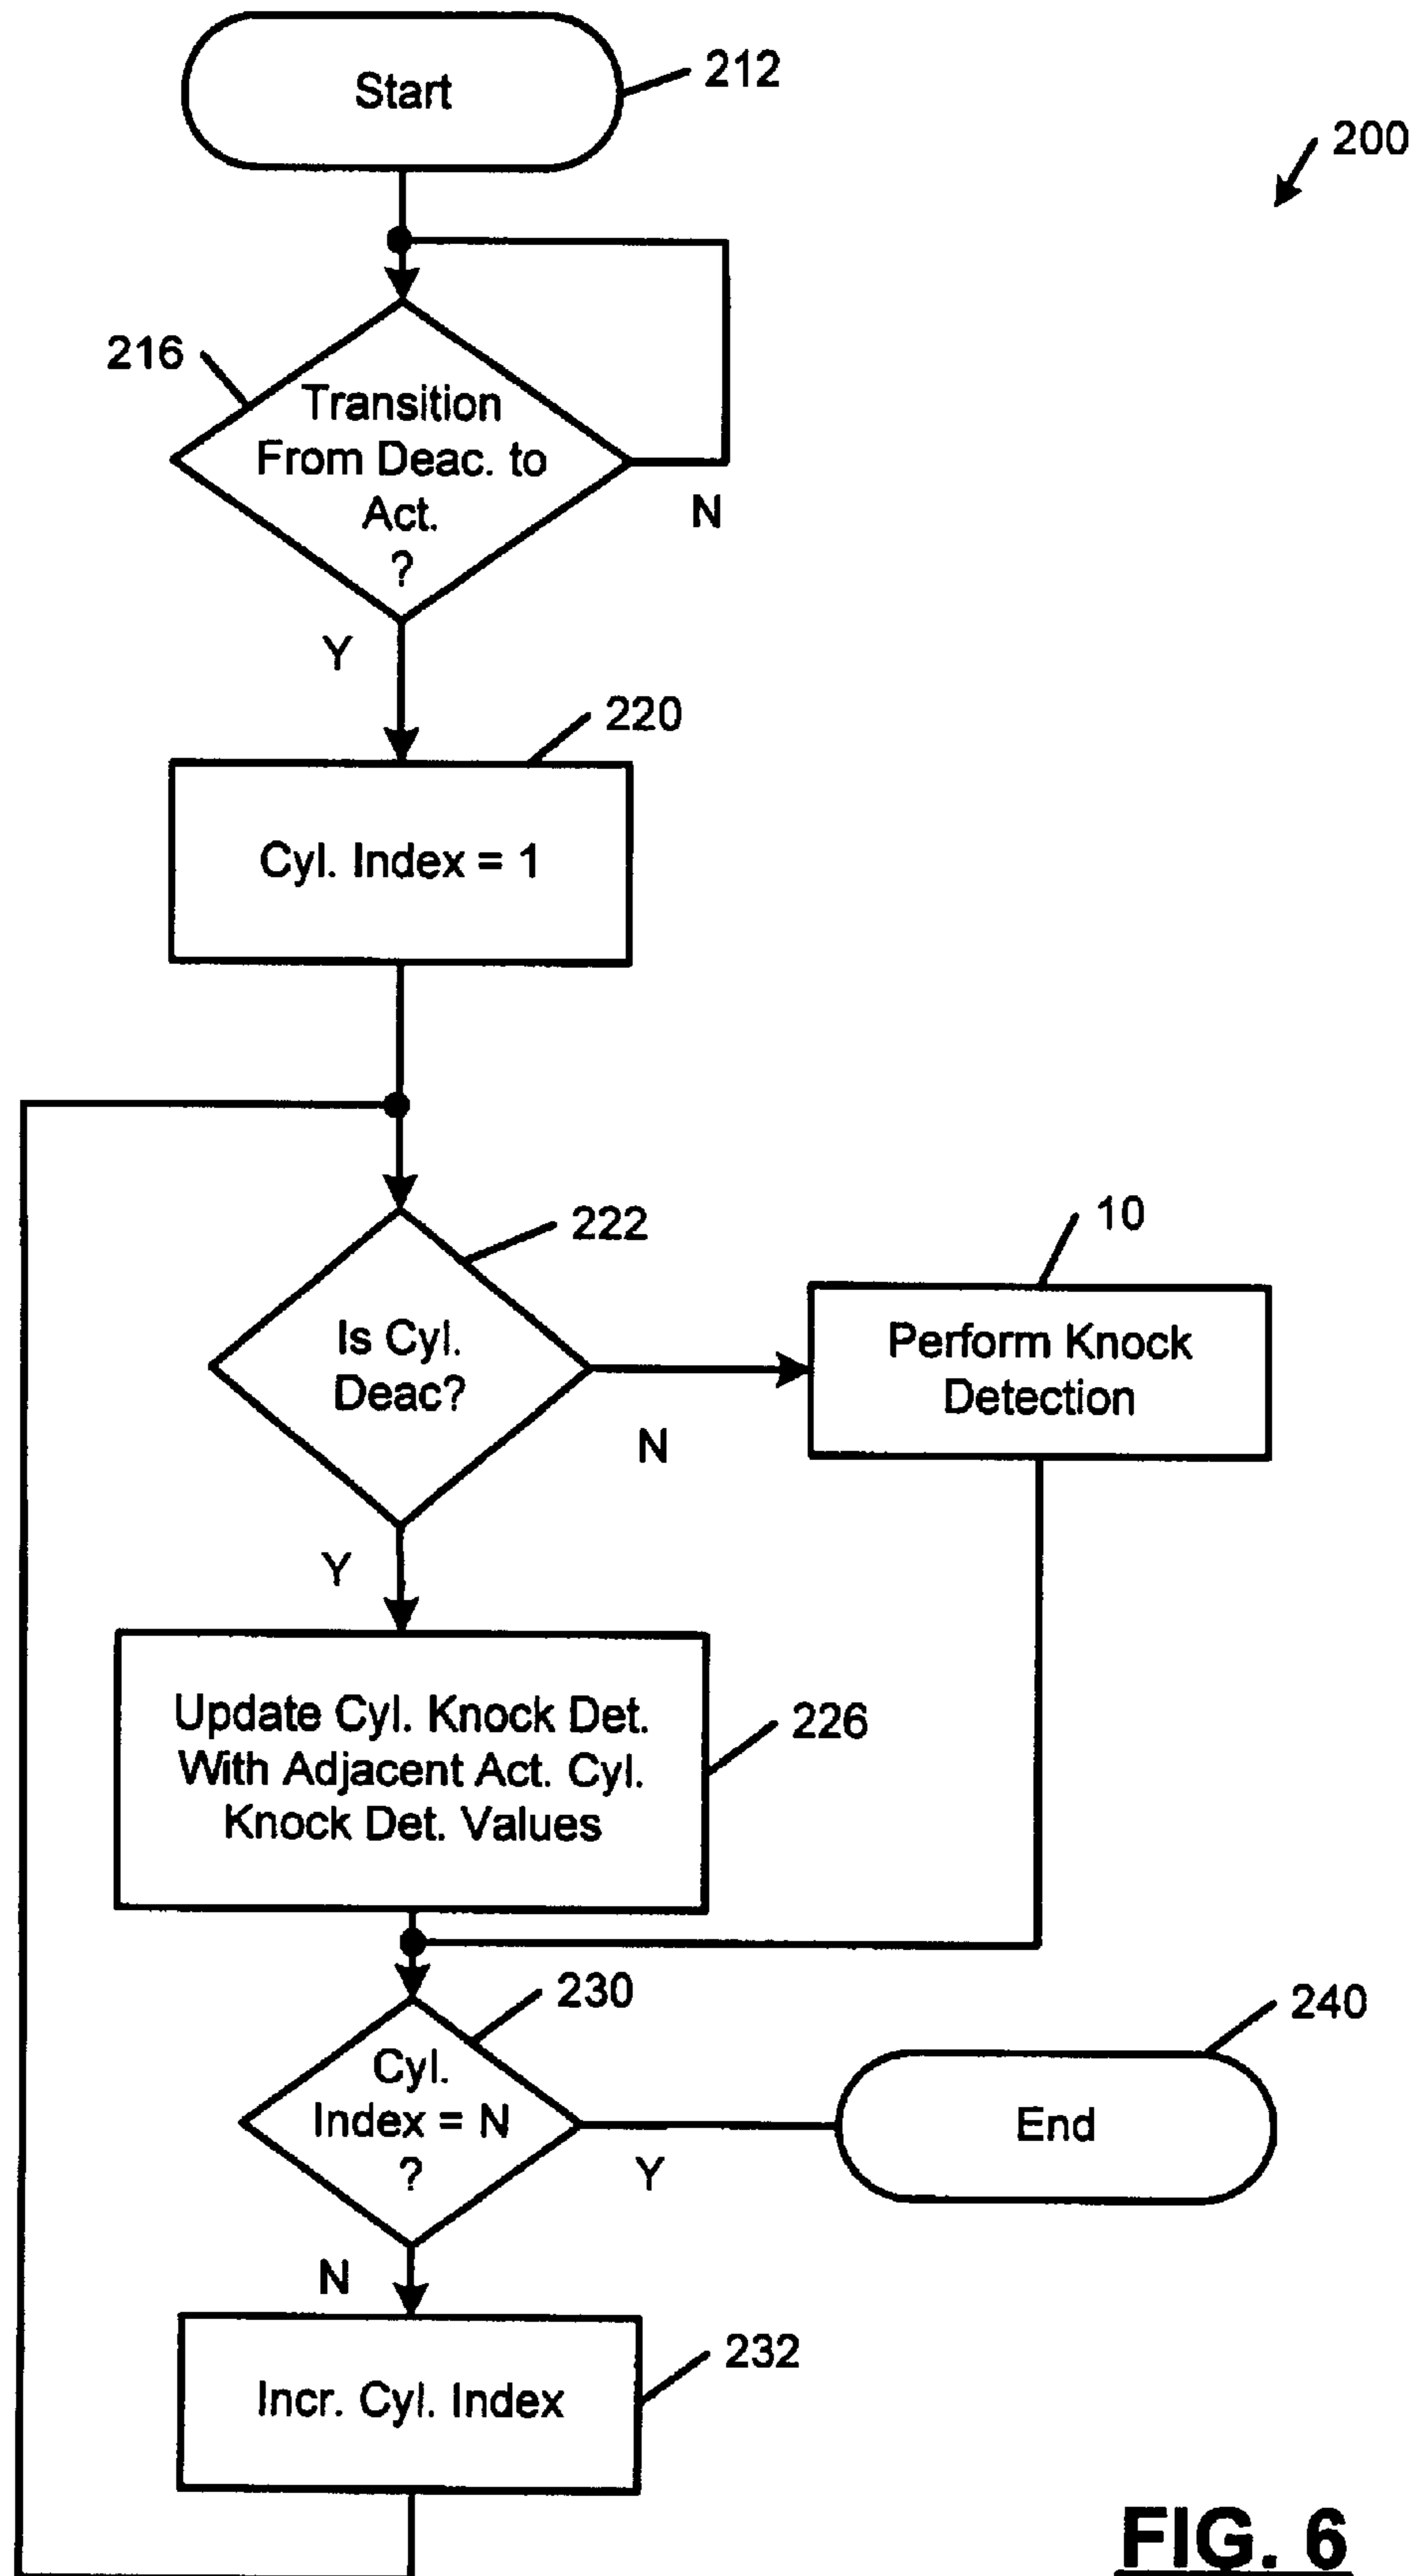 Start
212
200
216
Transition
From Deac. to
Act.
?
N
Y
220
Cyl. Index = 1
222
10
Is Cyl.
Deac?
Perform Knock
Detection
N
Y
Update Cyl. Knock Det.
With Adjacent Act. Cyl.
Knock Det. Values
226
230
240
Cyl.
Index = N
?
End
Y
N
232
Incr. Cyl. Index
FIG. 6